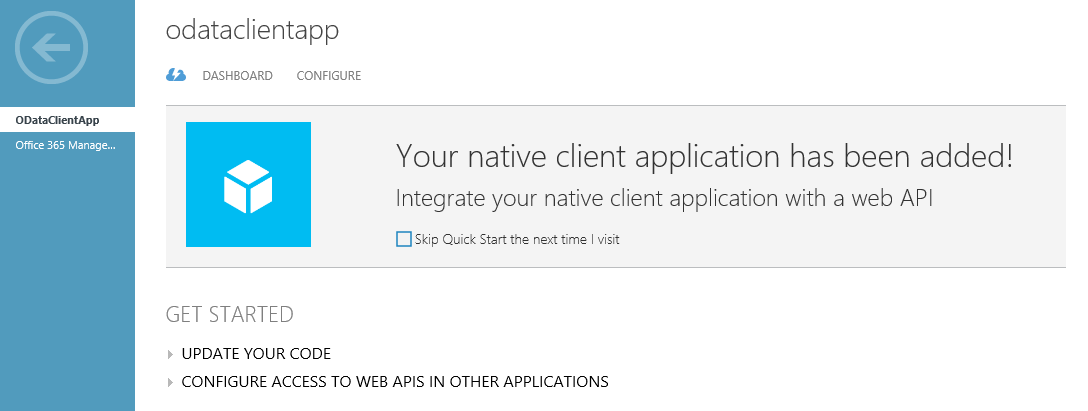 odataclientapp
DASHBOARD CONFIGURE
ODataClientApp
Office 365 Manage...
Your native client application has been added!
Integrate your native client application with a web API
Skip Quick Start the next time I visit
GET STARTED
UPDATE YOUR CODE
CONFIGURE ACCESS TO WEB APIS IN OTHER APPLICATIONS